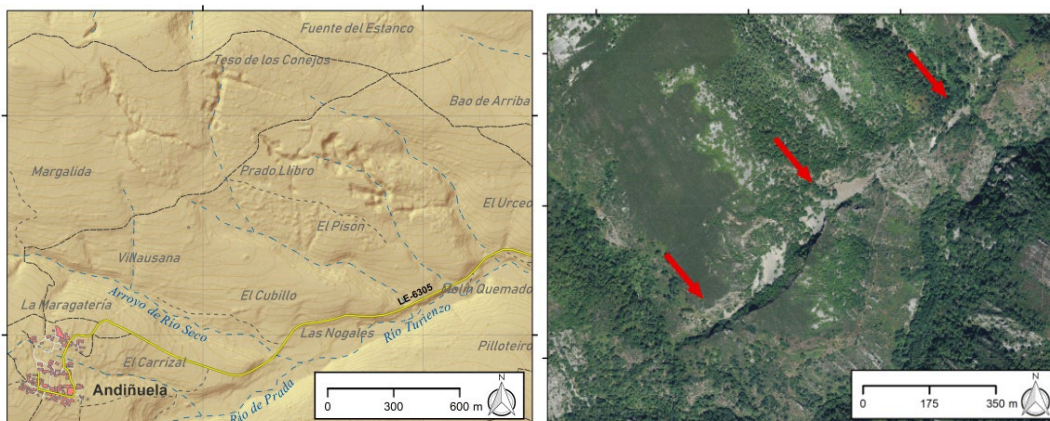 Fuente del Estanco
Teso de los Conejos
Bao de Arriba
Margalida
Prado Llibro
El Urceo
El Pisón
Villausana
Molín Quemado
La Maragatería
Arroyo de Río Seco
El Cubillo
LE-6305
Las Nogales
Río Turienzo
Pilloteiro
El Carrizal
Andiñuela
Río de Prada
N
0 300 600 m
N
0 175 350 m